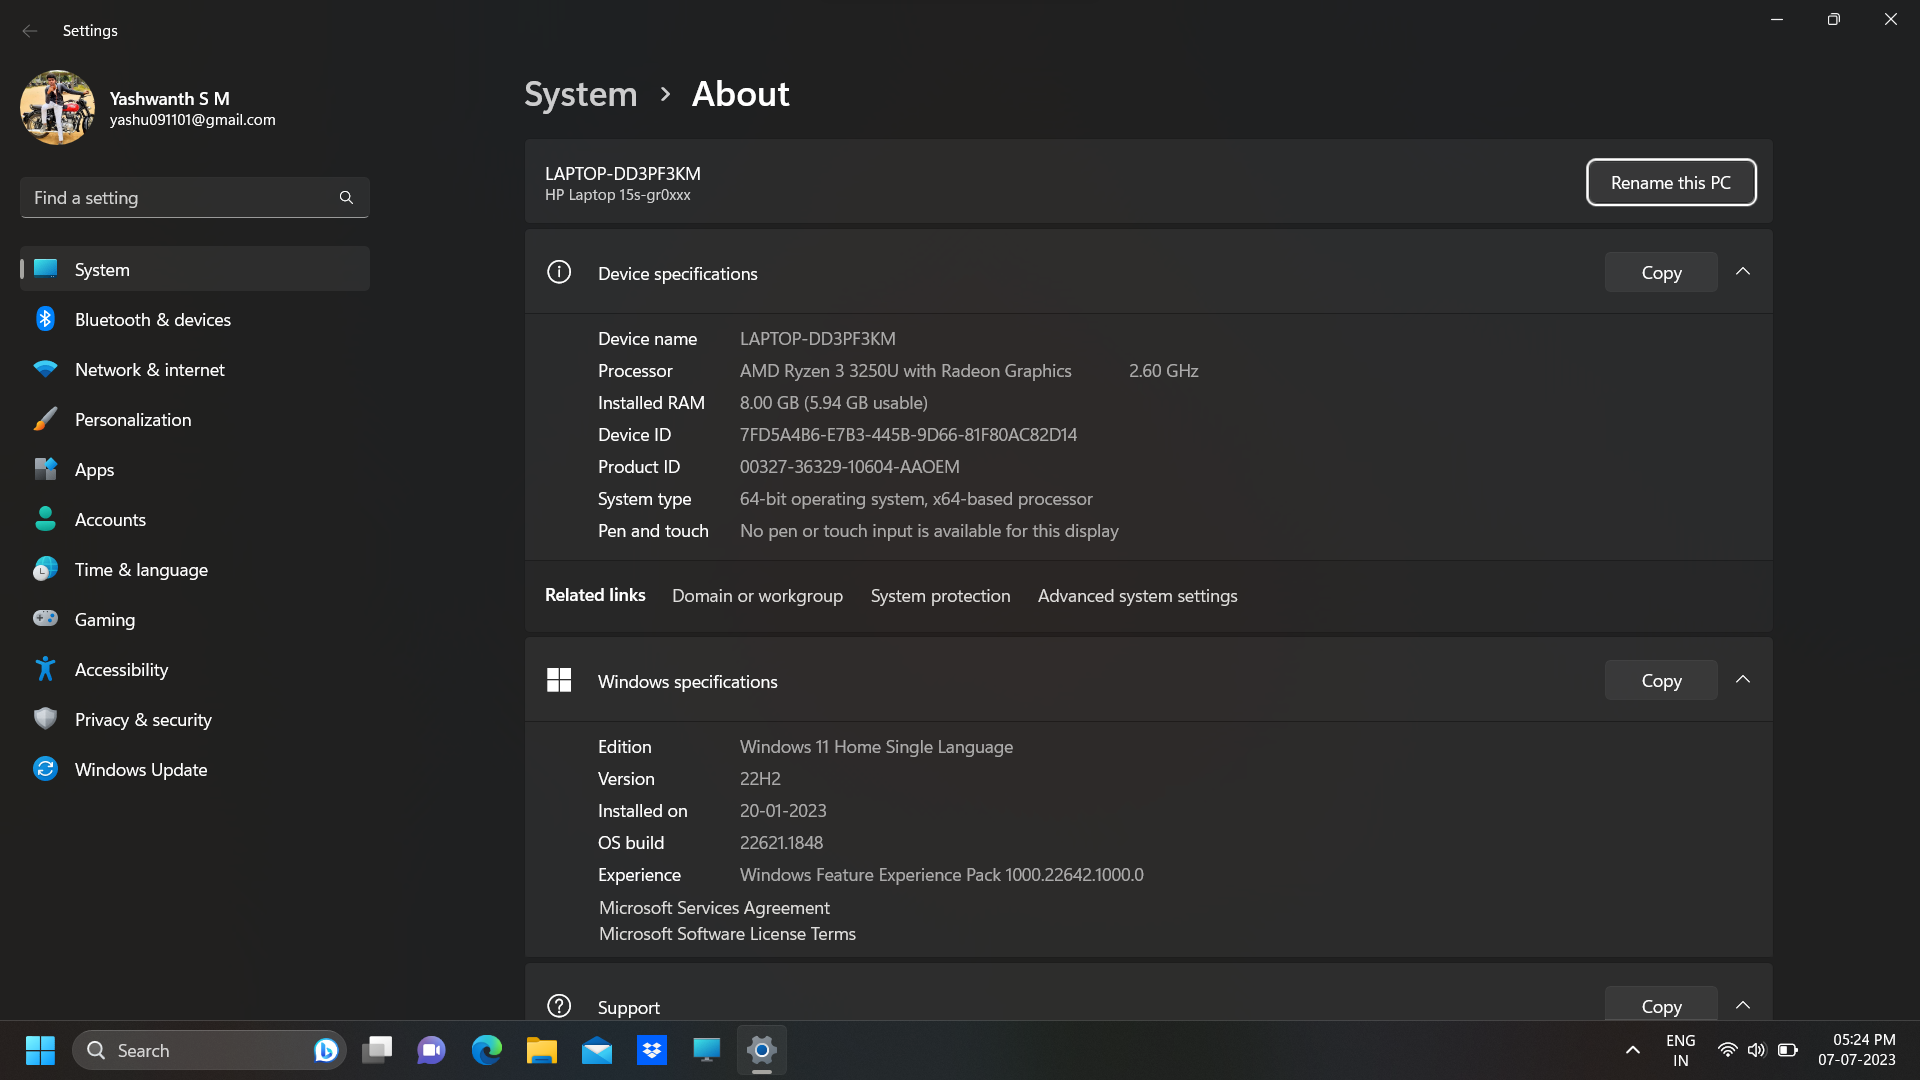 Settings
Yashwanth S M
yashu091101@gmail.com
Find a setting
System
Bluetooth & devices
Network & internet
Personalization
Apps
Accounts
Time & language
Gaming
Accessibility
Privacy & security
Windows Update
System > About
LAPTOP-DD3PF3KM
HP Laptop 15s-gr0xxx
Rename this PC
Device specifications Copy
Device name LAPTOP-DD3PF3KM
Processor AMD Ryzen 3 3250U with Radeon Graphics 2.60 GHz
Installed RAM 8.00 GB (5.94 GB usable)
Device ID 7FD5A4B6-E7B3-445B-9D66-81F80AC82D14
Product ID 00327-36329-10604-AAOEM
System type 64-bit operating system, x64-based processor
Pen and touch No pen or touch input is available for this display
Related links Domain or workgroup System protection Advanced system settings
Windows specifications Copy
Edition Windows 11 Home Single Language
Version 22H2
Installed on 20-01-2023
OS build 22621.1848
Experience Windows Feature Experience Pack 1000.22642.1000.0
Microsoft Services Agreement
Microsoft Software License Terms
Support Copy
Search
ENG
IN
05:24 PM
07-07-2023